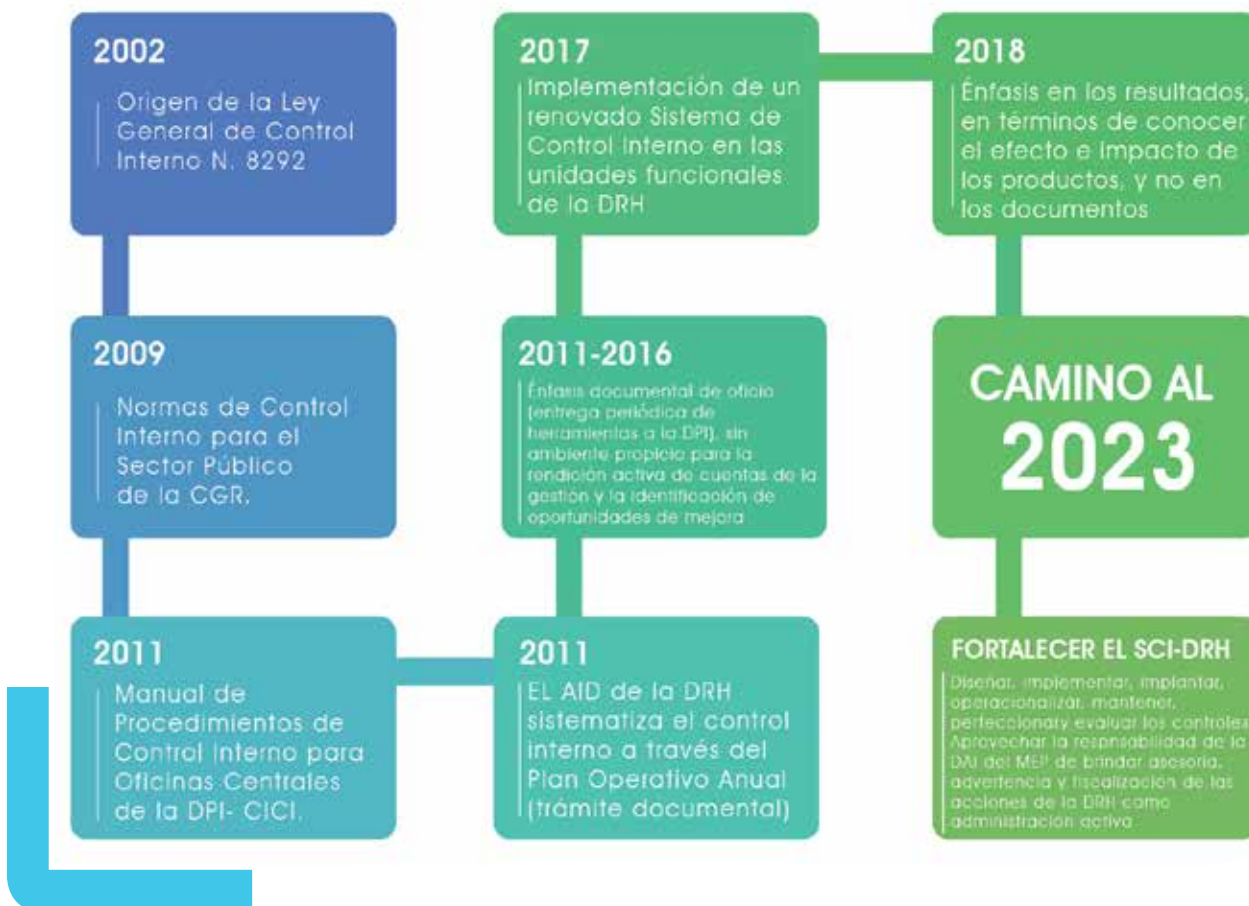 2002
Origen de la Ley
General de Control
Interno N. 8292
2009
Normas de Control
Interno para el
Sector Público
de la CGR.
2011
Manual de
Procedimientos de
Control Interno para
Oficinas Centrales
de la DPI- CICI.
2011
EL AID de la DRH
sistematiza el control
interno a través del
Plan Operativo Anual
(trámite documental)
2011-2016
Énfasis documental de oficio
(entrega periódica de
herramientas a la DPI), sin
ambiente propicio para la
rendición activa de cuentas de la
gestión y la identificación de
oportunidades de mejora
2017
Implementación de un
renovado Sistema de
Control Interno en las
unidades funcionales
de la DRH
2018
Énfasis en los resultados,
en términos de conocer
el efecto e impacto de
los productos, y no en
los documentos
CAMINO AL
2023
FORTALECER EL SCI-DRH
Diseñar, implementar, implantar,
operacionalizar, mantener,
perfeccionary evaluar los controles
Aprovechar la respnsabilidad de la
DAI del MEP de brindar asesoría,
advertencia y fiscalización de las
acciones de la DRH como
administración activa